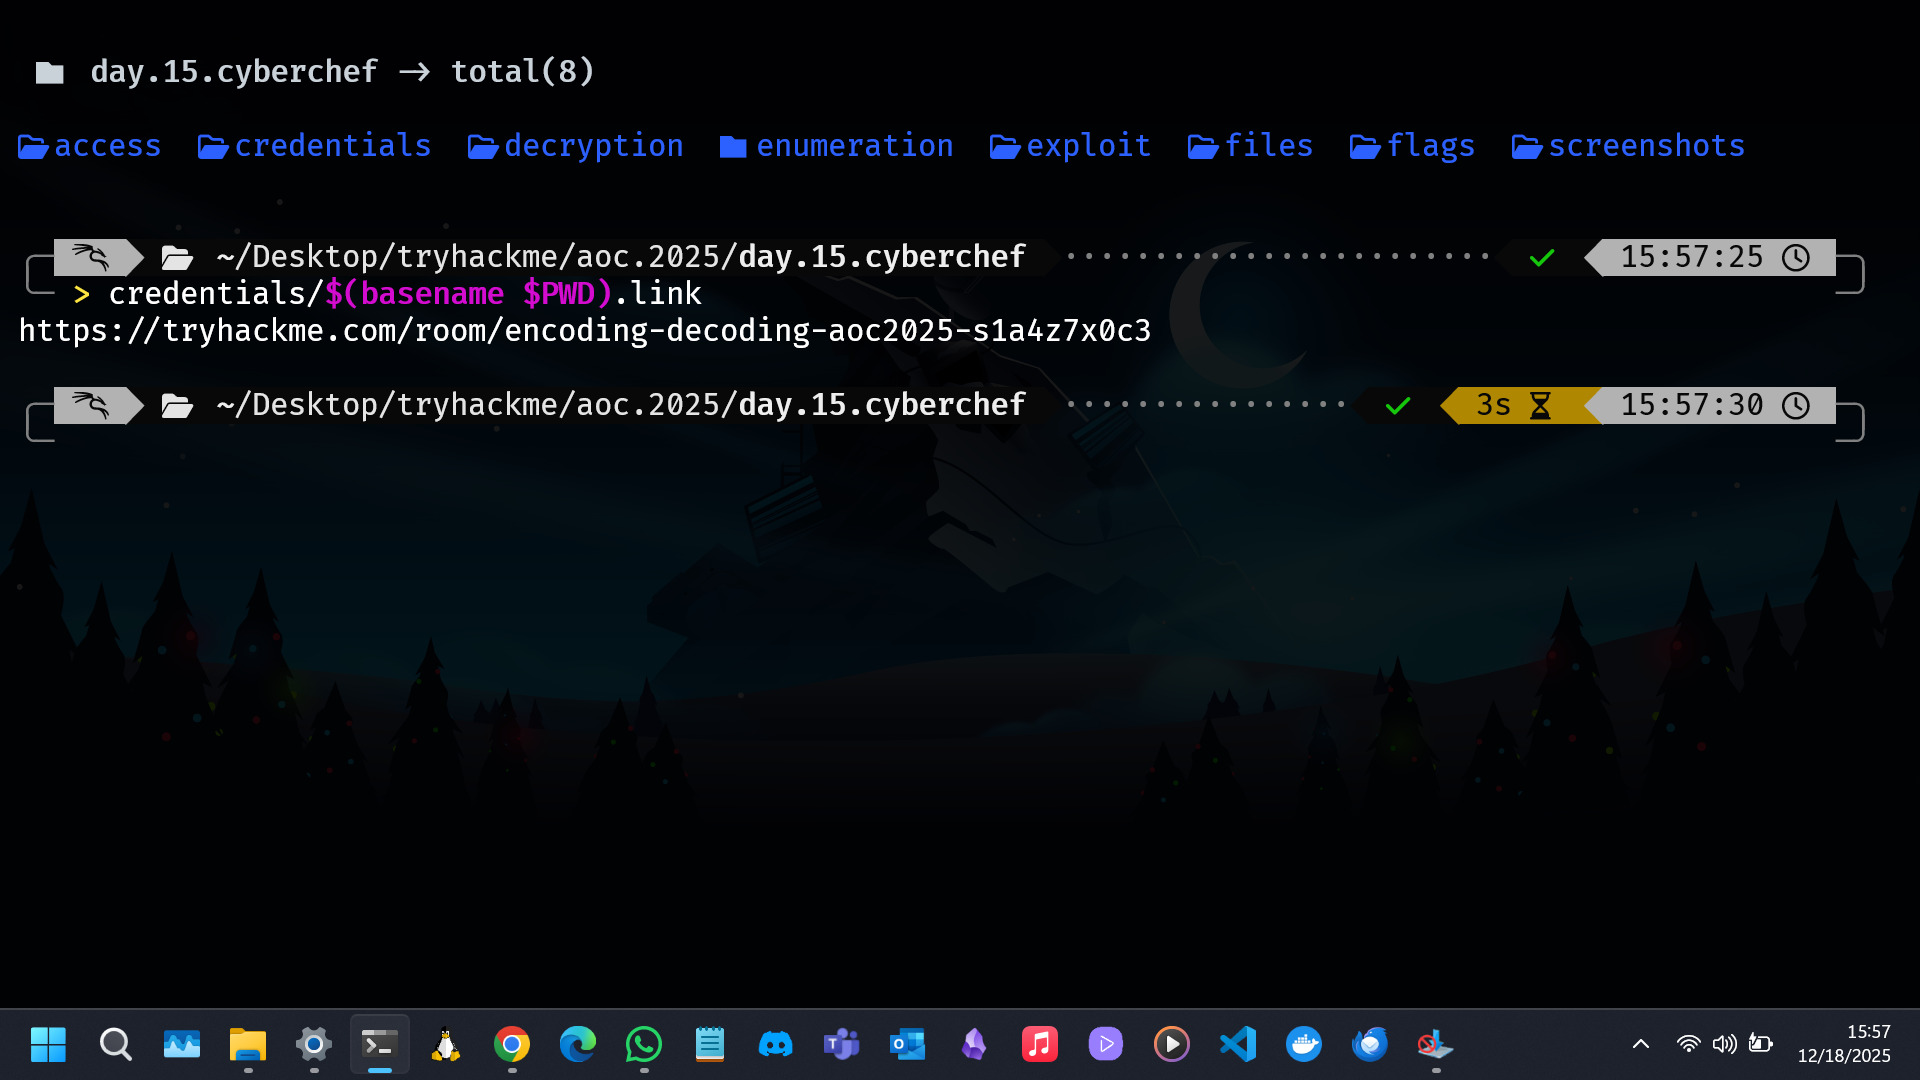 day.15.cyberchef → total(8)
access credentials decryption enumeration exploit files flags screenshots
~/Desktop/tryhackme/aoc.2025/day.15.cyberchef 15:57:25
> credentials/$(basename $PWD).link
https://tryhackme.com/room/encoding-decoding-aoc2025-s1a4z7x0c3
~/Desktop/tryhackme/aoc.2025/day.15.cyberchef 3s 15:57:30
15:57
12/18/2025